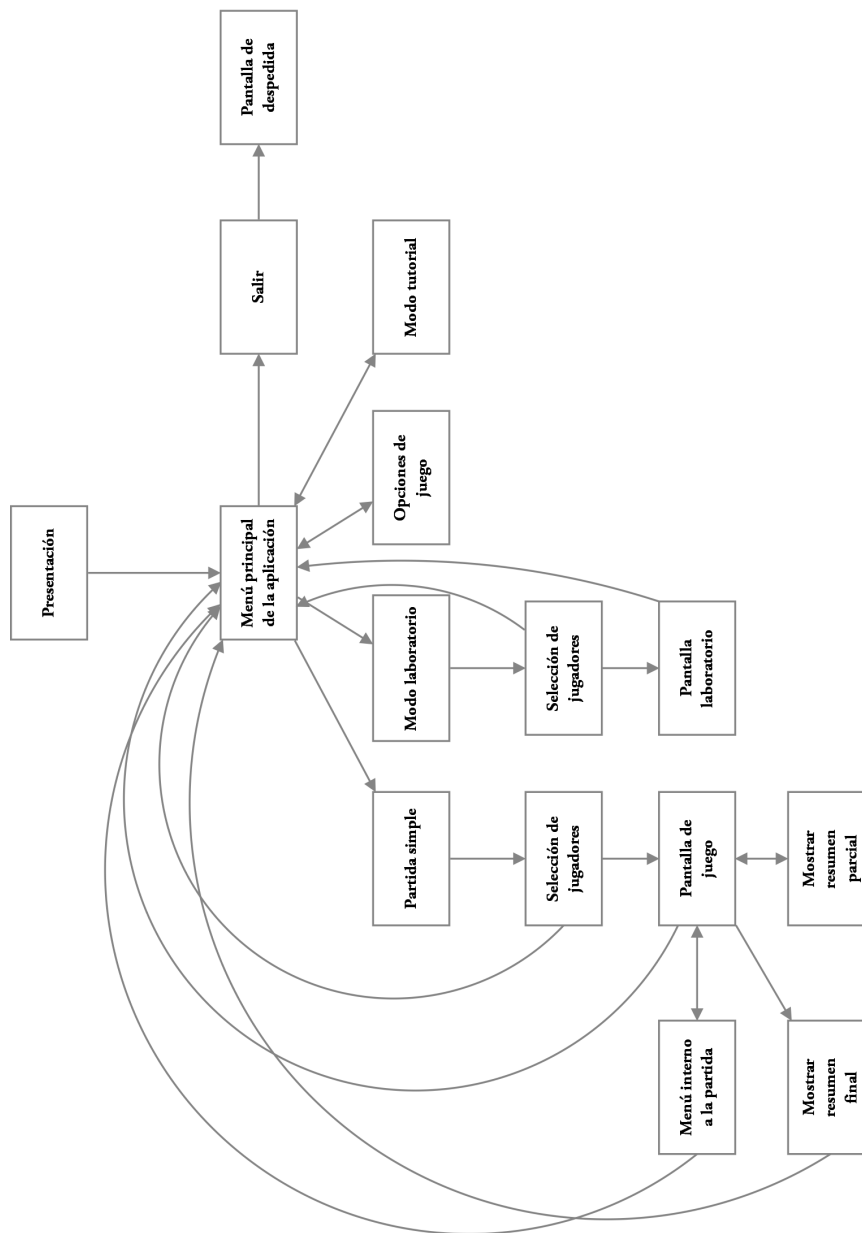 Presentación
Menú principal
de la aplicación
Salir
Pantalla de
despedida
Partida simple
Modo laboratorio
Opciones de
juego
Modo tutorial
Selección de
jugadores
Selección de
jugadores
Menú interno
a la partida
Pantalla de
juego
Pantalla
laboratorio
Mostrar
resumen
final
Mostrar
resumen
parcial